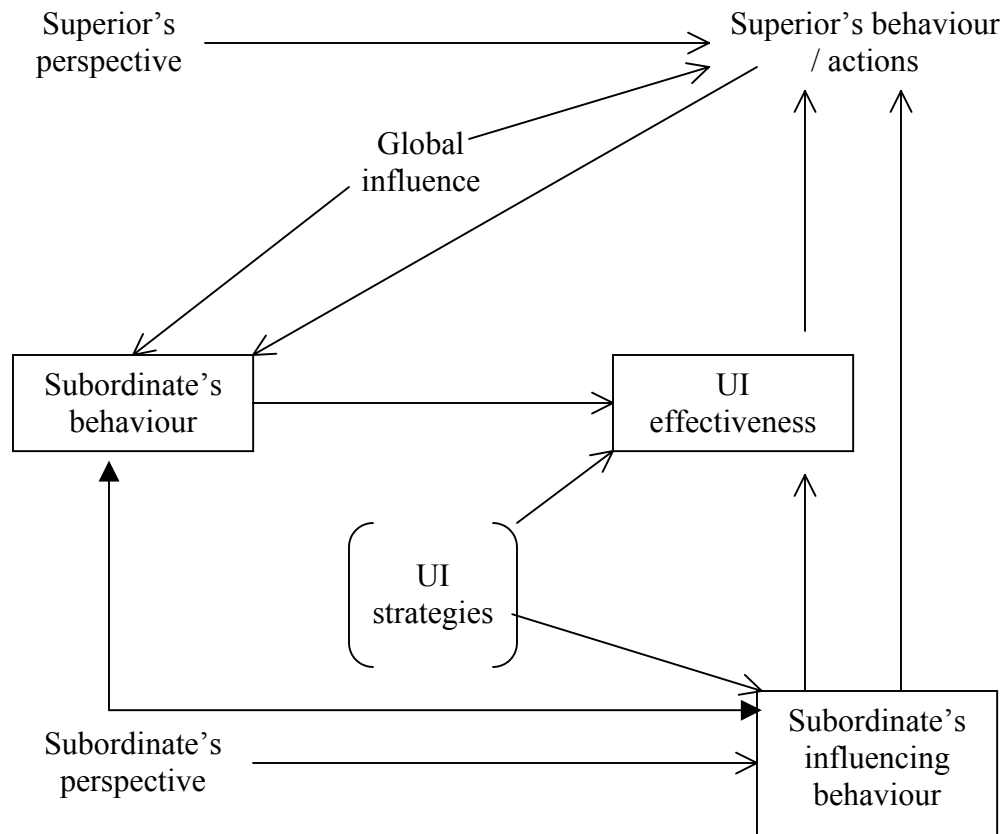 Superior’s
perspective
Superior’s behaviour
/ actions
Global
influence
Subordinate’s
behaviour
UI
effectiveness
UI
strategies
Subordinate’s
perspective
Subordinate’s
influencing
behaviour